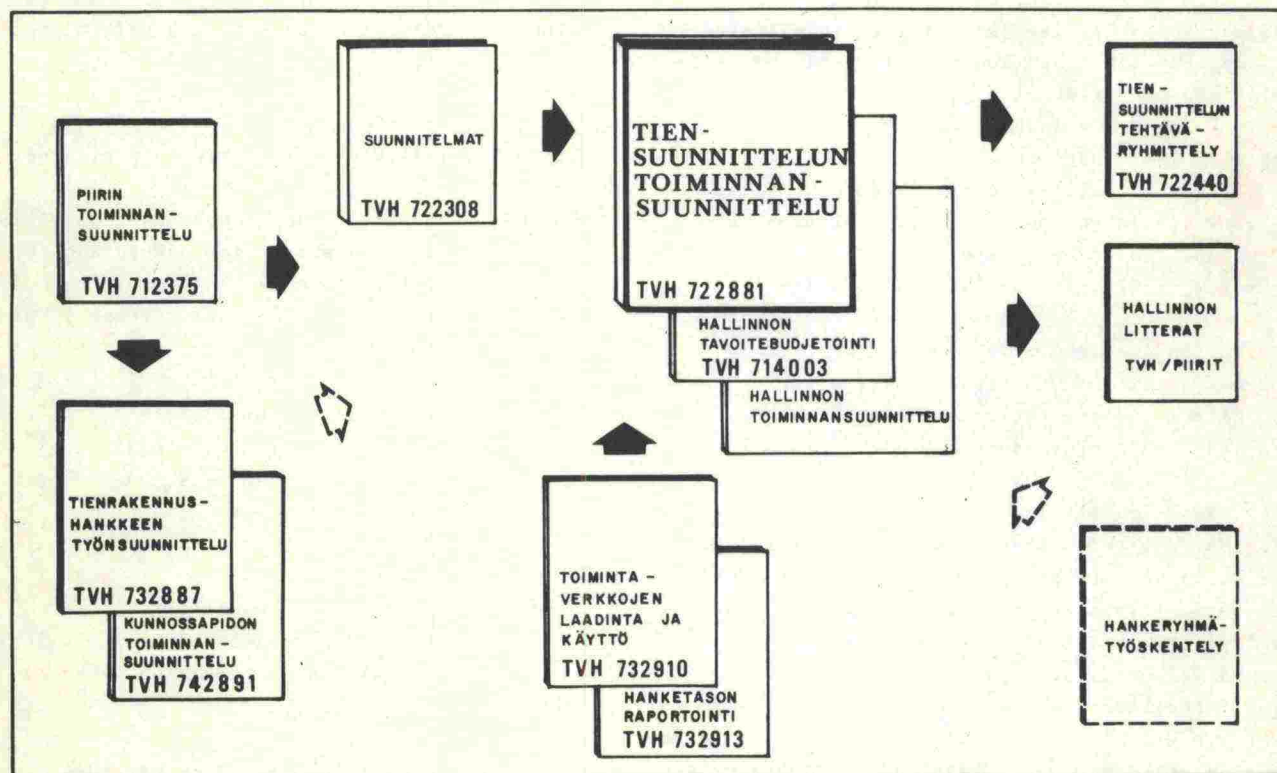 PIIRIN
TOIMINNAN-
SUUNNITTELU
TVH 712375
SUUNNITELMAT
TVH 722308
TIEN-
SUUNNITTELUN
TOIMINNAN-
SUUNNITTELU
TVH 722881
HALLINNON
TAVOITEBUDJETOINTI
TVH 714003
HALLINNON
TOIMINNANSUUNNITTELU
TIEN-
SUUNNITTELUN
TEHTÄVÄ-
RYHMITTELY
TVH 722440
HALLINNON
LITTERAT
TVH / PIIRIT
TIENRAKENNUS-
HANKKEEN
TYÖNSUUNNITTELU
TVH 732887
KUNNOSSAPIDON
TOIMINNAN-
SUUNNITTELU
TVH 742891
TOIMINTA-
VERKKOJEN
LAADINTA JA
KÄYTTÖ
TVH 732910
HANKETASON
RAPORTOINTI
TVH 732913
HANKERYHMÄ-
TYÖSKENTELY